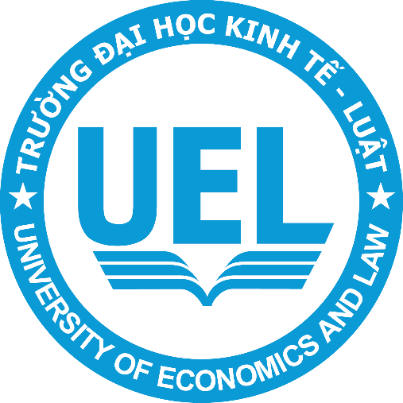 TRƯỜNG ĐẠI HỌC KINH TẾ - LUẬT
UEL
UNIVERSITY OF ECONOMICS AND LAW